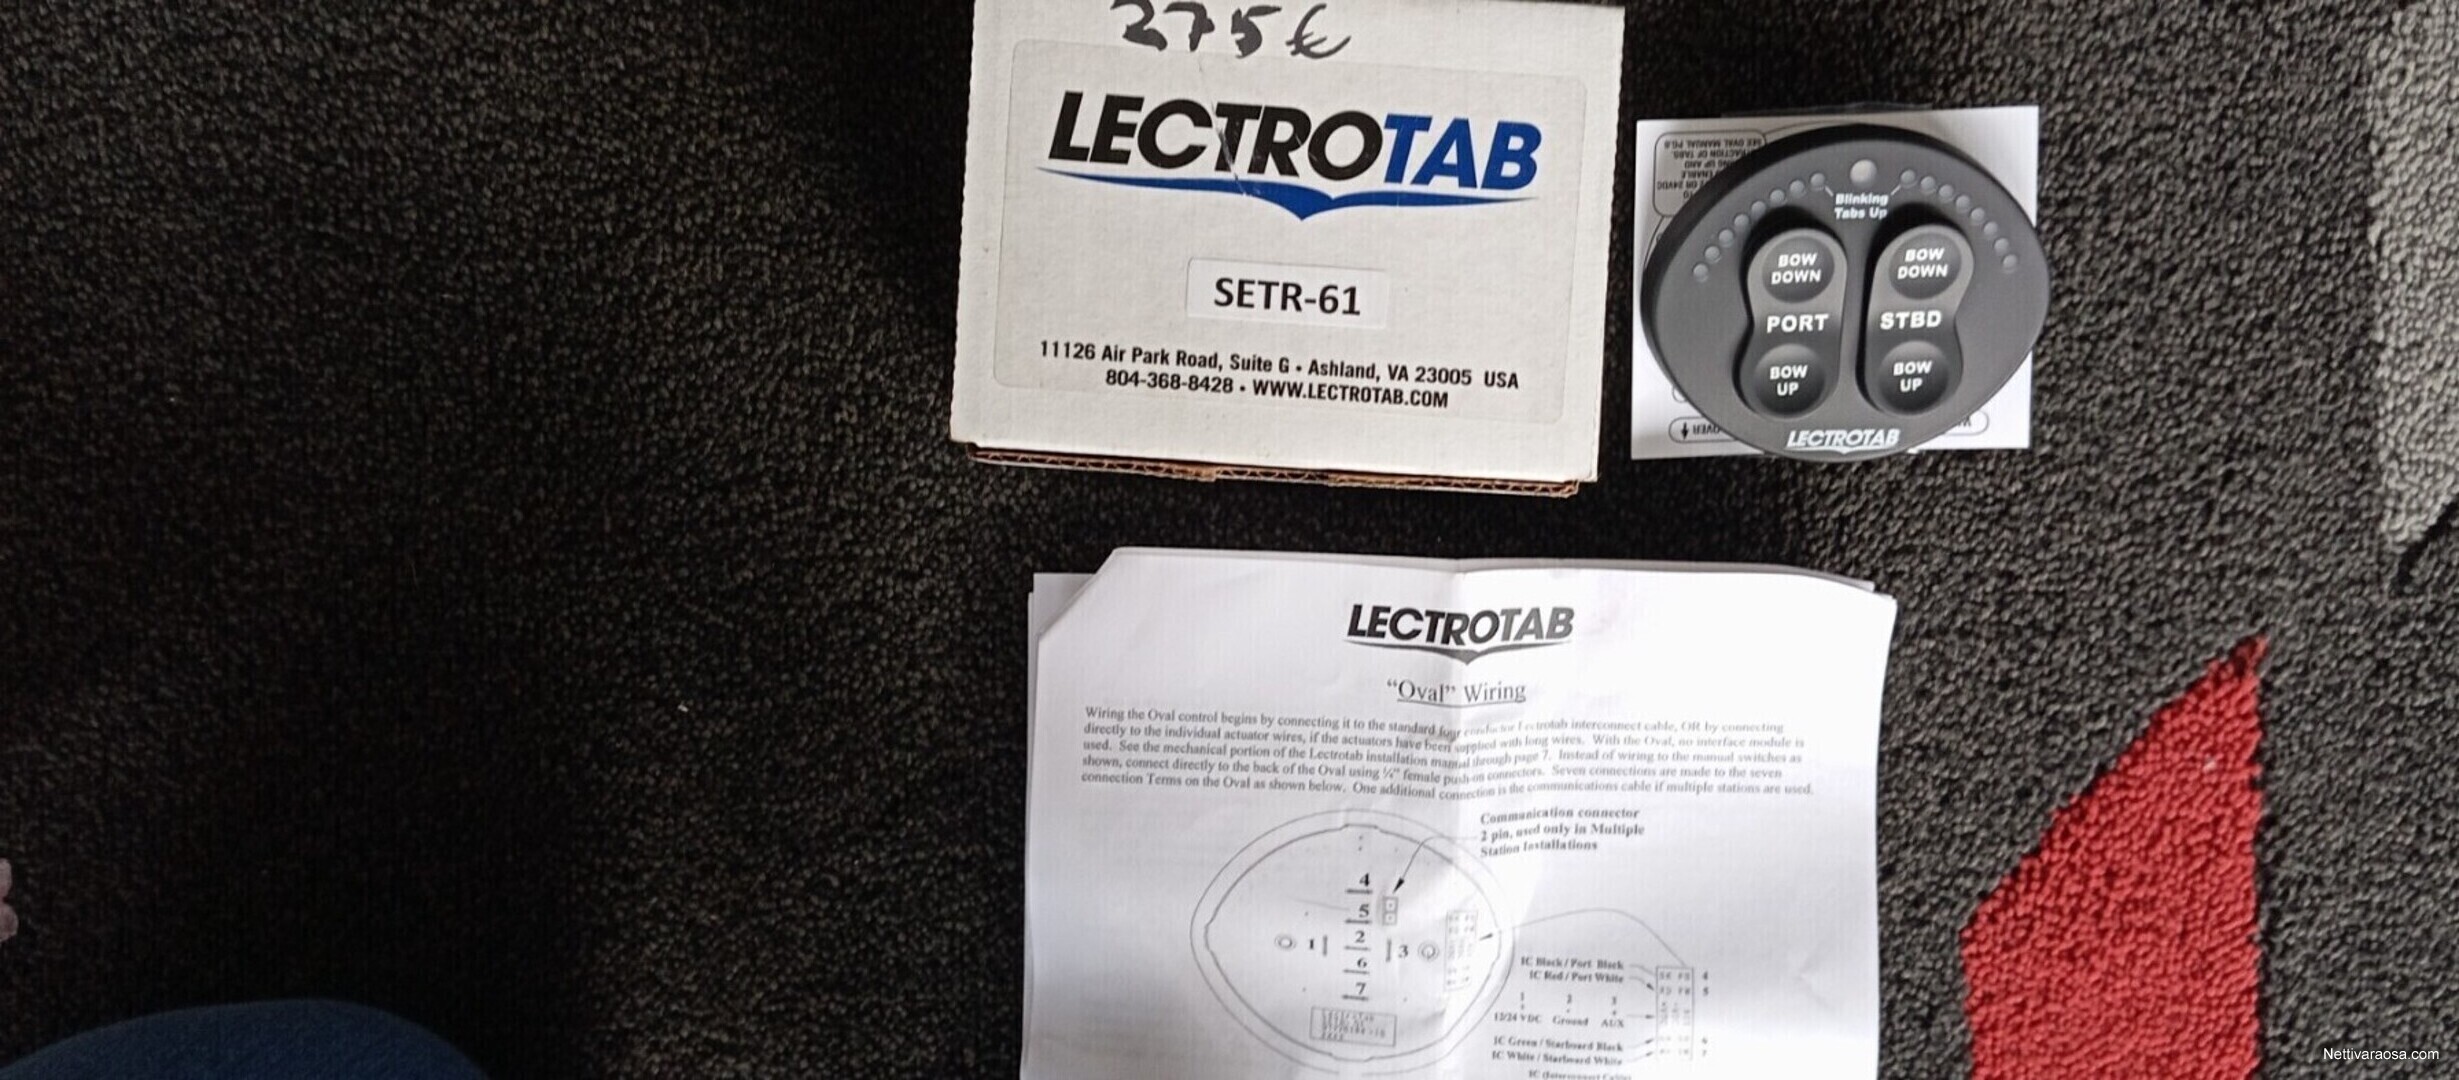 275€
LECTROTAB
SETR-61
11126 Air Park Road, Suite G • Ashland, VA 23005 USA
804-368-8428 • WWW.LECTROTAB.COM
SEE OVAL MANUAL PG.
Blinking
Tabs Up
BOW
DOWN
BOW
DOWN
PORT
STBD
BOW
UP
BOW
UP
LECTROTAB
OVER
LECTROTAB
“Oval” Wiring
Wiring the Oval control begins by connecting it to the standard four conductor Lectrotab interconnect cable, OR by connecting
directly to the individual actuator wires, if the actuators have been supplied with long wires. With the Oval, no interface module is
used. See the mechanical portion of the Lectrotab installation manual through page 7. Instead of wiring to the manual switches as
shown, connect directly to the back of the Oval using ¼" female push-on connectors. Seven connections are made to the seven
connection Terms on the Oval as shown below. One additional connection is the communications cable if multiple stations are used.
Communication connector
2 pin, used only in Multiple
Station Installations
4
5
1 2 3
6
7
IC Black / Port Black
IC Red / Port White
4
5
1 2 3
12/24 VDC Ground AUX
IC Green / Starboard Black
IC White / Starboard White
6
7
Nettivaraosa.com